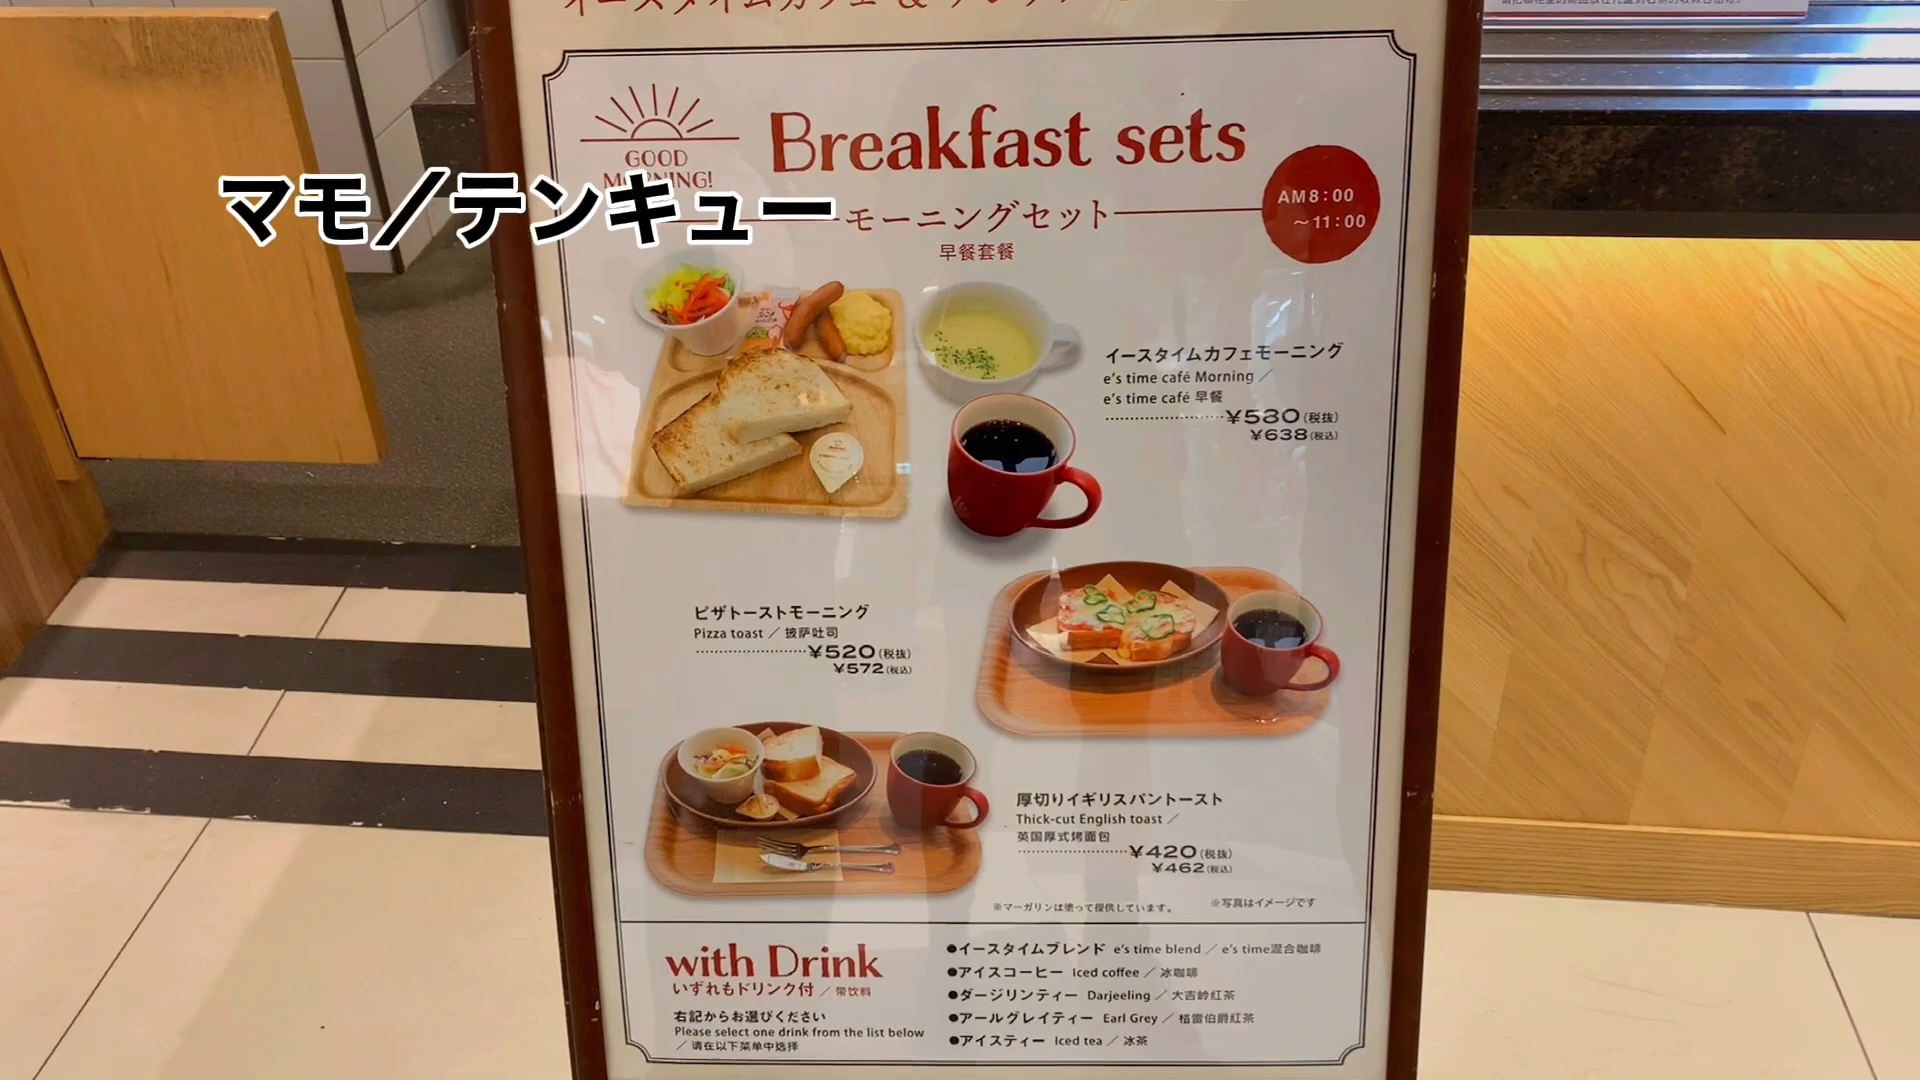 GOOD
MORNING!
Breakfast sets
AM8:00
～11:00
マモ／テンキュー
モーニングセット
早餐套餐
イースタイムカフェモーニング
e's time café Morning ／
e's time café 早餐
¥580(税抜)
¥638(税込)
ピザトーストモーニング
Pizza toast ／ 披萨吐司
¥520(税抜)
¥572(税込)
厚切りイギリスパントースト
Thick-cut English toast ／
英国厚式烤面包
¥420(税抜)
¥462(税込)
※マーガリンは塗って提供しています。
※写真はイメージです
with Drink
いずれもドリンク付 ／ 带饮料
右記からお選びください
Please select one drink from the list below
／ 请在以下菜单中选择
●イースタイムブレンド e's time blend ／ e's time混合咖啡
●アイスコーヒー Iced coffee ／ 冰咖啡
●ダージリンティー Darjeeling ／ 大吉岭红茶
●アールグレイティー Earl Grey ／ 格雷伯爵红茶
●アイスティー Iced tea ／ 冰茶